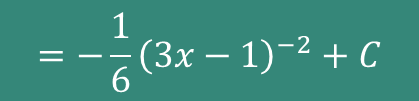 = −1/6(3x − 1)⁻² + C